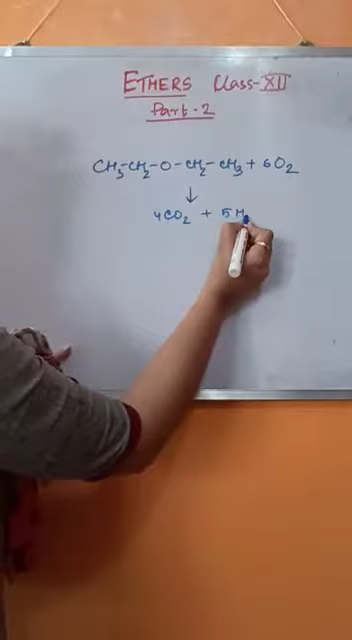 ETHERS Class-XII
Part-2
CH₃-CH₂-O-CH₂-CH₃ + 6O₂
↓
4CO₂ + 5H